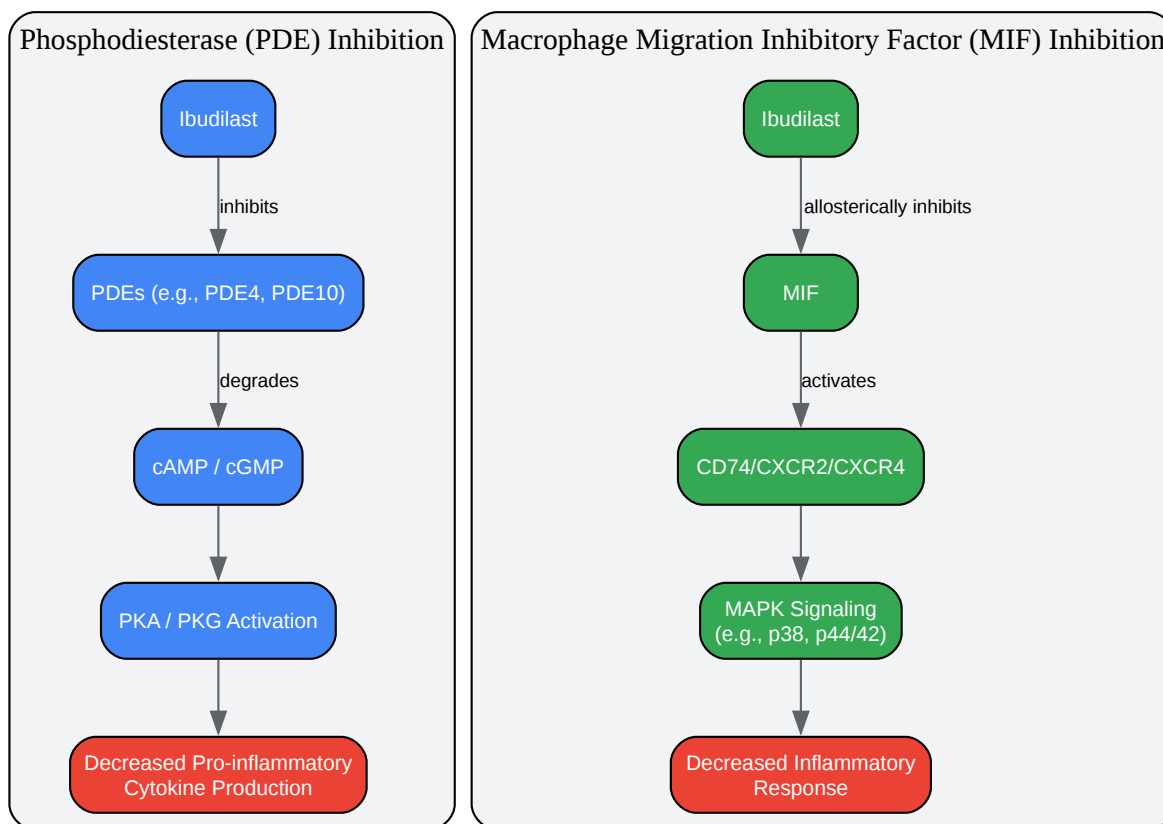 Phosphodiesterase (PDE) Inhibition
Ibudilast
inhibits
PDEs (e.g., PDE4, PDE10)
degrades
cAMP / cGMP
PKA / PKG Activation
Decreased Pro-inflammatory
Cytokine Production
Macrophage Migration Inhibitory Factor (MIF) Inhibition
Ibudilast
allosterically inhibits
MIF
activates
CD74/CXCR2/CXCR4
MAPK Signaling
(e.g., p38, p44/42)
Decreased Inflammatory
Response